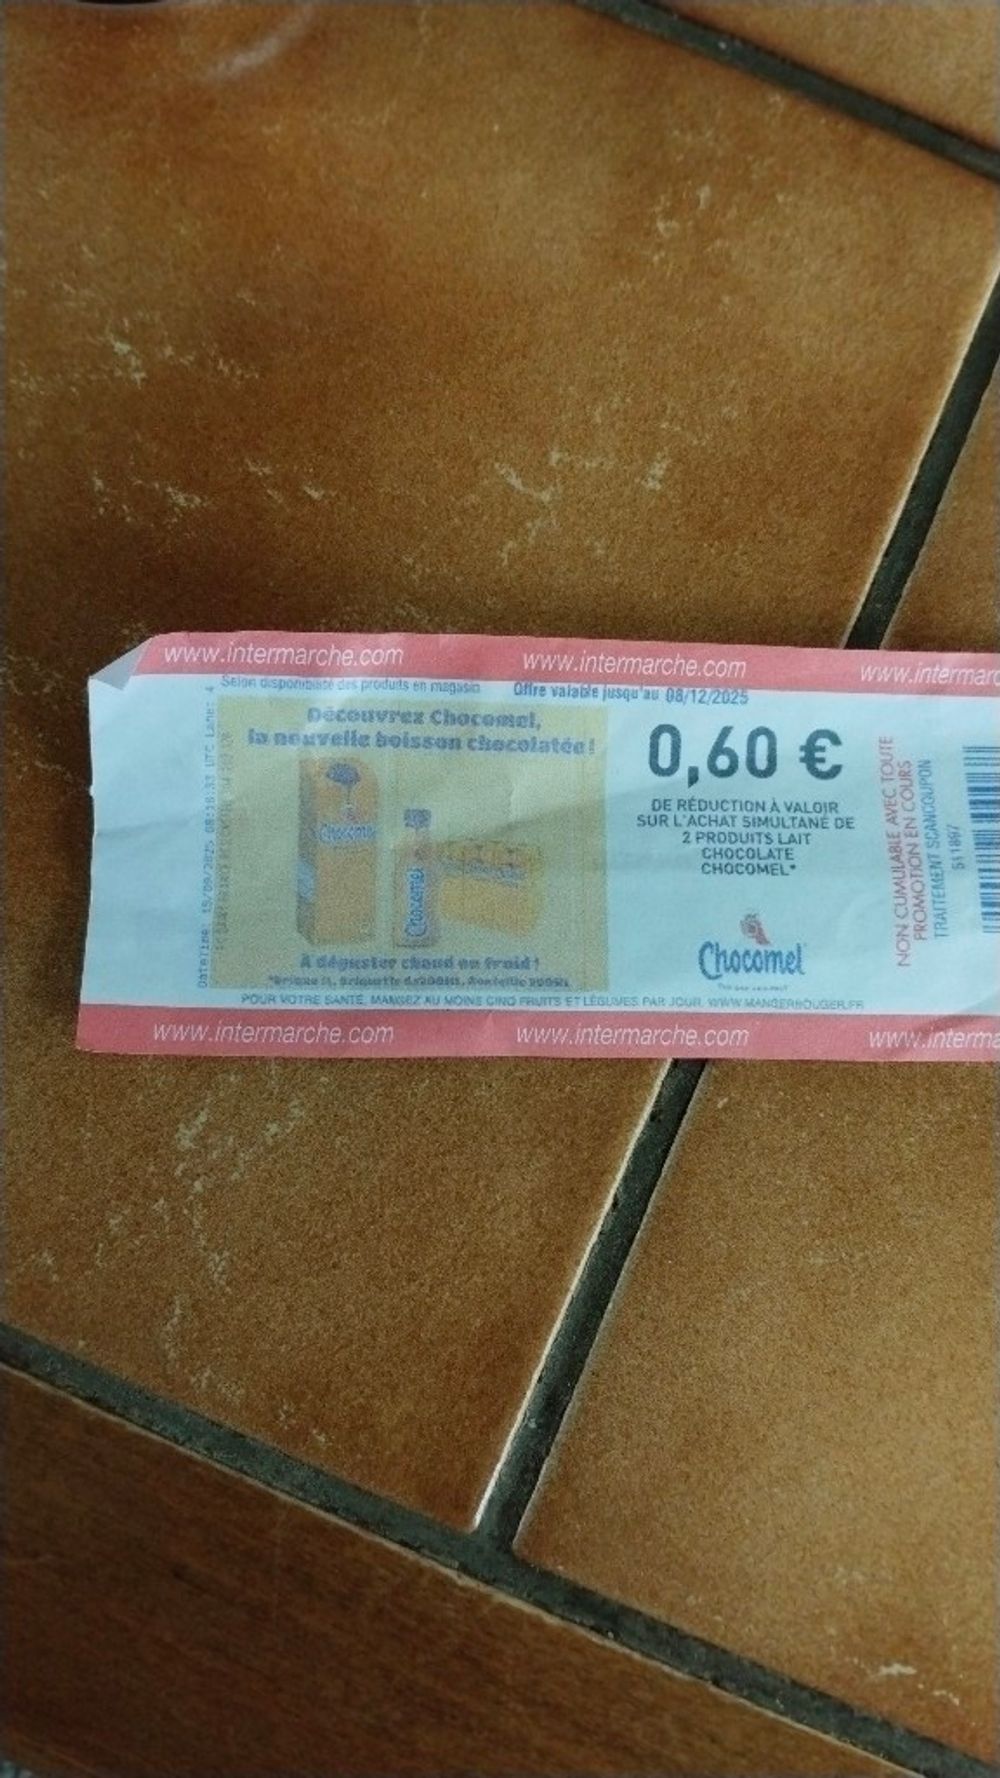 www.intermarche.com www.intermarche.com www.intermarc
Selon disponibilité des produits en magasin Offre valable jusqu'au 08/12/2025
Découvrez Chocomel,
la nouvelle boisson chocolatée !
Chocomel
Chocomel
À déguster chaud ou froid !
0,60 €
DE RÉDUCTION À VALOIR
SUR L'ACHAT SIMULTANÉ DE
2 PRODUITS LAIT
CHOCOLATE
CHOCOMEL*
Chocomel
NON CUMULABLE AVEC TOUTE
PROMOTION EN COURS
TRAITEMENT SCANCOUPON
511897
POUR VOTRE SANTÉ, MANGEZ AU MOINS CINQ FRUITS ET LÉGUMES PAR JOUR. WWW.MANGERBOUGER.FR
www.intermarche.com www.intermarche.com www.interma